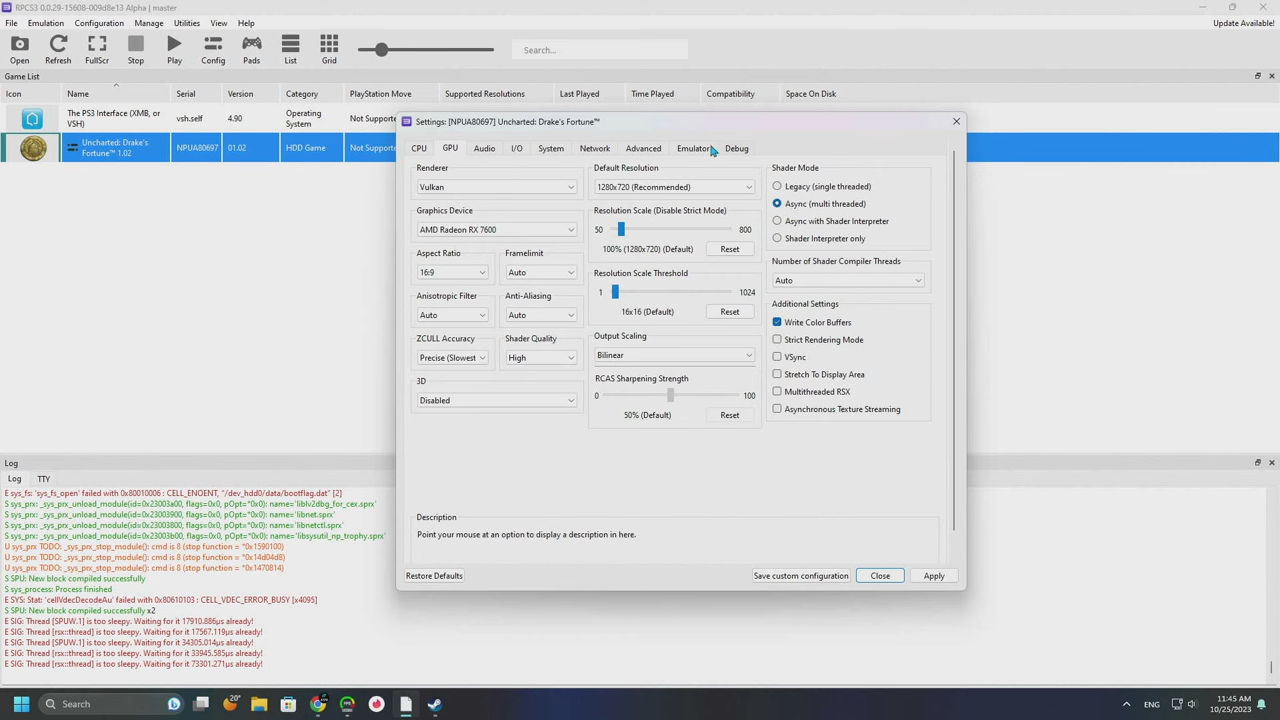 RPCS3 0.0.29-15608-009d8e13 Alpha | master
File Emulation Configuration Manage Utilities View Help
Update Available!
Open Refresh FullScr Stop Play Config Pads List Grid
Search...
Game List
Icon Name Serial Version Category PlayStation Move Supported Resolutions Last Played Time Played Compatibility Space On Disk
The PS3 Interface (XMB, or
VSH)
vsh.self 4.90
Operating
System
Not Supporte
Uncharted: Drake's
Fortune™ 1.02
NPUA80697 01.02 HDD Game Not Supporte
Settings: [NPUA80697] Uncharted: Drake's Fortune™
CPU GPU Audio I/O System Network Advanced Emulator Debug
Renderer
Vulkan
Graphics Device
AMD Radeon RX 7600
Aspect Ratio Framelimit
16:9 Auto
Anisotropic Filter Anti-Aliasing
Auto Auto
ZCULL Accuracy Shader Quality
Precise (Slowest High
3D
Disabled
Default Resolution
1280x720 (Recommended)
Resolution Scale (Disable Strict Mode)
50 800
100% (1280x720) (Default) Reset
Resolution Scale Threshold
1 1024
16x16 (Default) Reset
Output Scaling
Bilinear
RCAS Sharpening Strength
0 100
50% (Default) Reset
Shader Mode
Legacy (single threaded)
Async (multi threaded)
Async with Shader Interpreter
Shader Interpreter only
Number of Shader Compiler Threads
Auto
Additional Settings
Write Color Buffers
Strict Rendering Mode
VSync
Stretch To Display Area
Multithreaded RSX
Asynchronous Texture Streaming
Description
Point your mouse at an option to display a description in here.
Restore Defaults Save custom configuration Close Apply
Log
Log TTY
E sys_fs: 'sys_fs_open' failed with 0x80010006 : CELL_ENOENT, "/dev_hdd0/data/bootflag.dat" [2]
S sys_prx: _sys_prx_unload_module(id=0x23003a00, flags=0x0, pOpt=*0x0): name='liblv2dbg_for_cex.sprx'
S sys_prx: _sys_prx_unload_module(id=0x23003900, flags=0x0, pOpt=*0x0): name='libnet.sprx'
S sys_prx: _sys_prx_unload_module(id=0x23003800, flags=0x0, pOpt=*0x0): name='libnetctl.sprx'
S sys_prx: _sys_prx_unload_module(id=0x23003b00, flags=0x0, pOpt=*0x0): name='libsysutil_np_trophy.sprx'
U sys_prx TODO: _sys_prx_stop_module(): cmd is 8 (stop function = *0x1590100)
U sys_prx TODO: _sys_prx_stop_module(): cmd is 8 (stop function = *0x14d04d8)
U sys_prx TODO: _sys_prx_stop_module(): cmd is 8 (stop function = *0x1470814)
S SPU: New block compiled successfully
S sys_process: Process finished
E SYS: Stat: 'cellVdecDecodeAu' failed with 0x80610103 : CELL_VDEC_ERROR_BUSY [x4095]
S SPU: New block compiled successfully x2
E SIG: Thread [SPUW.1] is too sleepy. Waiting for it 17910.886µs already!
E SIG: Thread [rsx::thread] is too sleepy. Waiting for it 17567.119µs already!
E SIG: Thread [SPUW.1] is too sleepy. Waiting for it 34305.014µs already!
E SIG: Thread [rsx::thread] is too sleepy. Waiting for it 33945.585µs already!
E SIG: Thread [rsx::thread] is too sleepy. Waiting for it 73301.271µs already!
Search 20° ENG 11:45 AM
10/25/2023